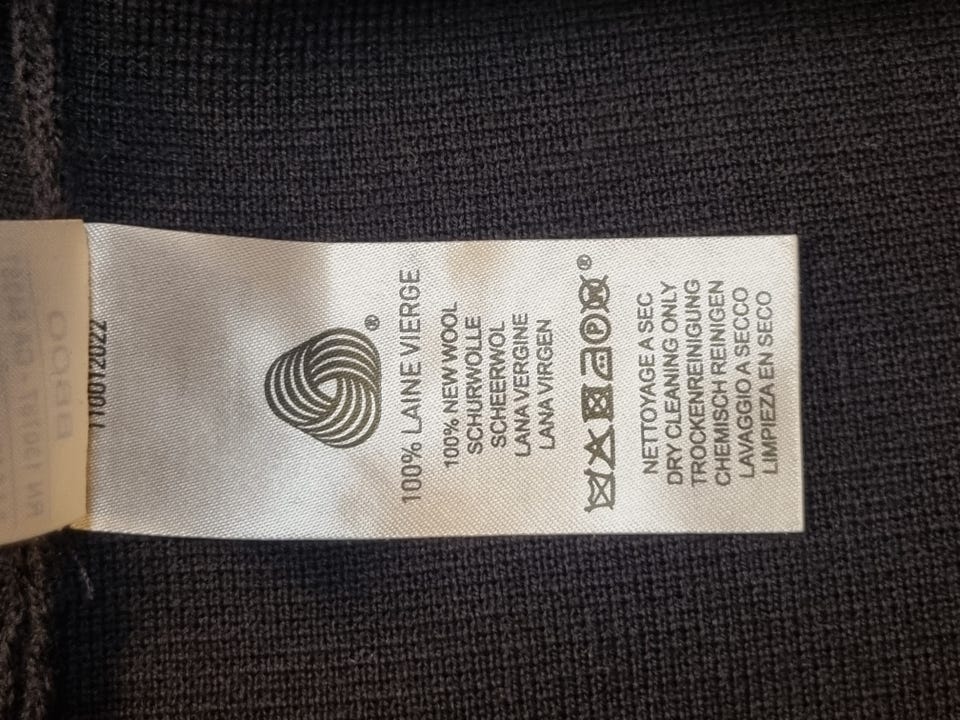 ®
100% LAINE VIERGE
100% NEW WOOL
SCHURWOLLE
SCHEERWOL
LANA VERGINE
LANA VIRGEN
P ®
NETTOYAGE A SEC
DRY CLEANING ONLY
TROCKENREINIGUNG
CHEMISCH REINIGEN
LAVAGGIO A SECCO
LIMPIEZA EN SECO